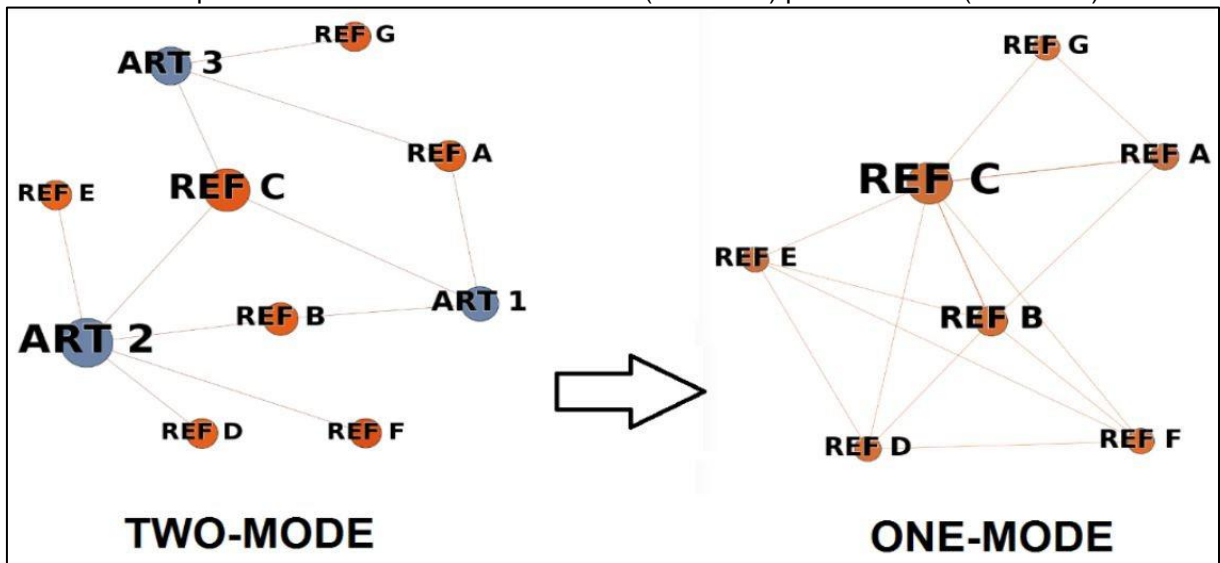 REF G
ART 3
REF A
REF E
REF C
ART 1
REF B
ART 2
REF D
REF F
TWO-MODE
REF G
REF A
REF C
REF E
REF B
REF D
REF F
ONE-MODE